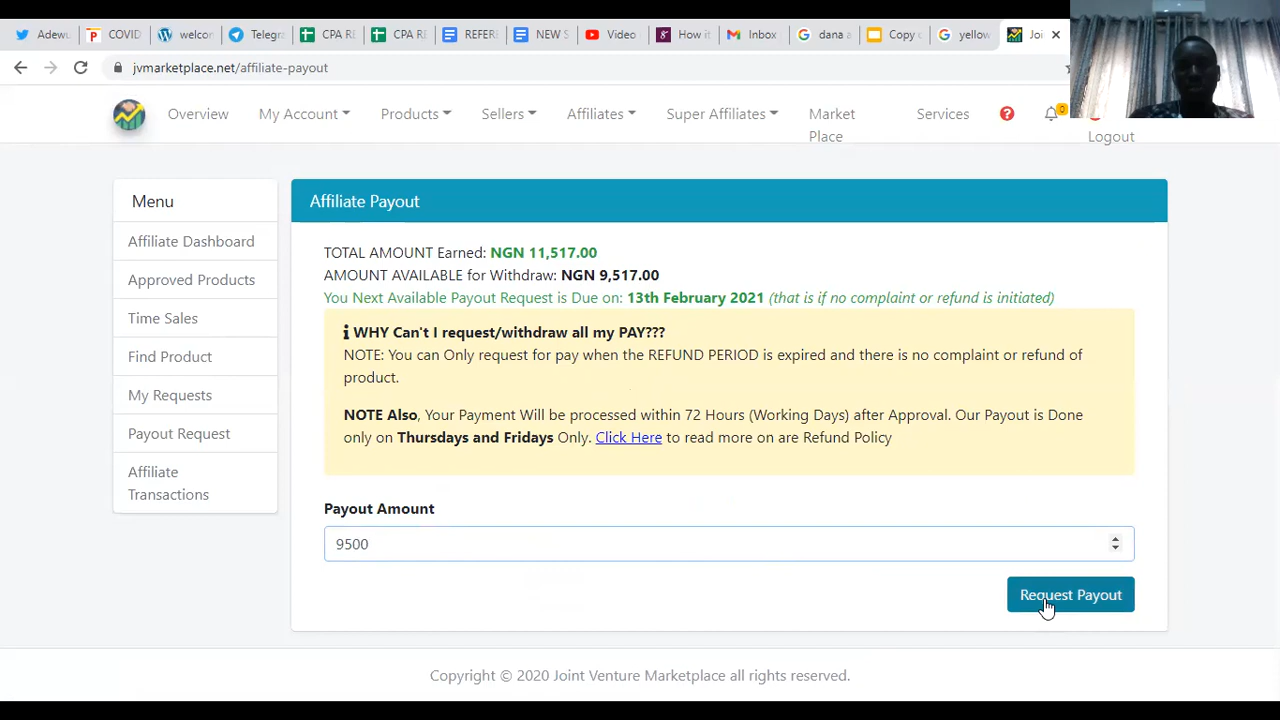 Adewu
COVID
welcor
Telegra
CPA RE
CPA RE
REFERE
NEW S
Video
How it
Inbox
dana a
Copy o
yellow
Joi
jvmarketplace.net/affiliate-payout
Overview
My Account
Products
Sellers
Affiliates
Super Affiliates
Market
Place
Services
0
Logout
Menu
Affiliate Dashboard
Approved Products
Time Sales
Find Product
My Requests
Payout Request
Affiliate
Transactions
Affiliate Payout
TOTAL AMOUNT Earned: NGN 11,517.00
AMOUNT AVAILABLE for Withdraw: NGN 9,517.00
You Next Available Payout Request is Due on: 13th February 2021 (that is if no complaint or refund is initiated)
WHY Can't I request/withdraw all my PAY???
NOTE: You can Only request for pay when the REFUND PERIOD is expired and there is no complaint or refund of
product.
NOTE Also, Your Payment Will be processed within 72 Hours (Working Days) after Approval. Our Payout is Done
only on Thursdays and Fridays Only. Click Here to read more on are Refund Policy
Payout Amount
9500
Request Payout
Copyright © 2020 Joint Venture Marketplace all rights reserved.